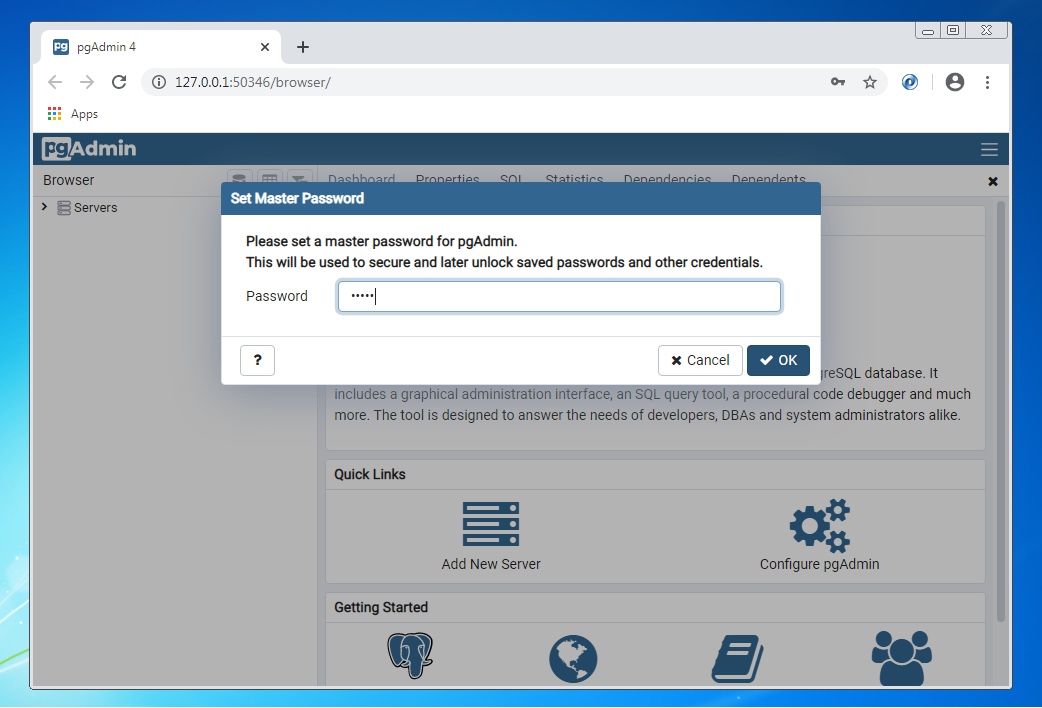 pg pgAdmin 4
127.0.0.1:50346/browser/
Apps
pgAdmin
Browser
Dashboard Properties SQL Statistics Dependencies Dependents
Servers
Set Master Password
Please set a master password for pgAdmin.
This will be used to secure and later unlock saved passwords and other credentials.
Password •••••
? Cancel OK
greSQL database. It
includes a graphical administration interface, an SQL query tool, a procedural code debugger and much
more. The tool is designed to answer the needs of developers, DBAs and system administrators alike.
Quick Links
Add New Server Configure pgAdmin
Getting Started